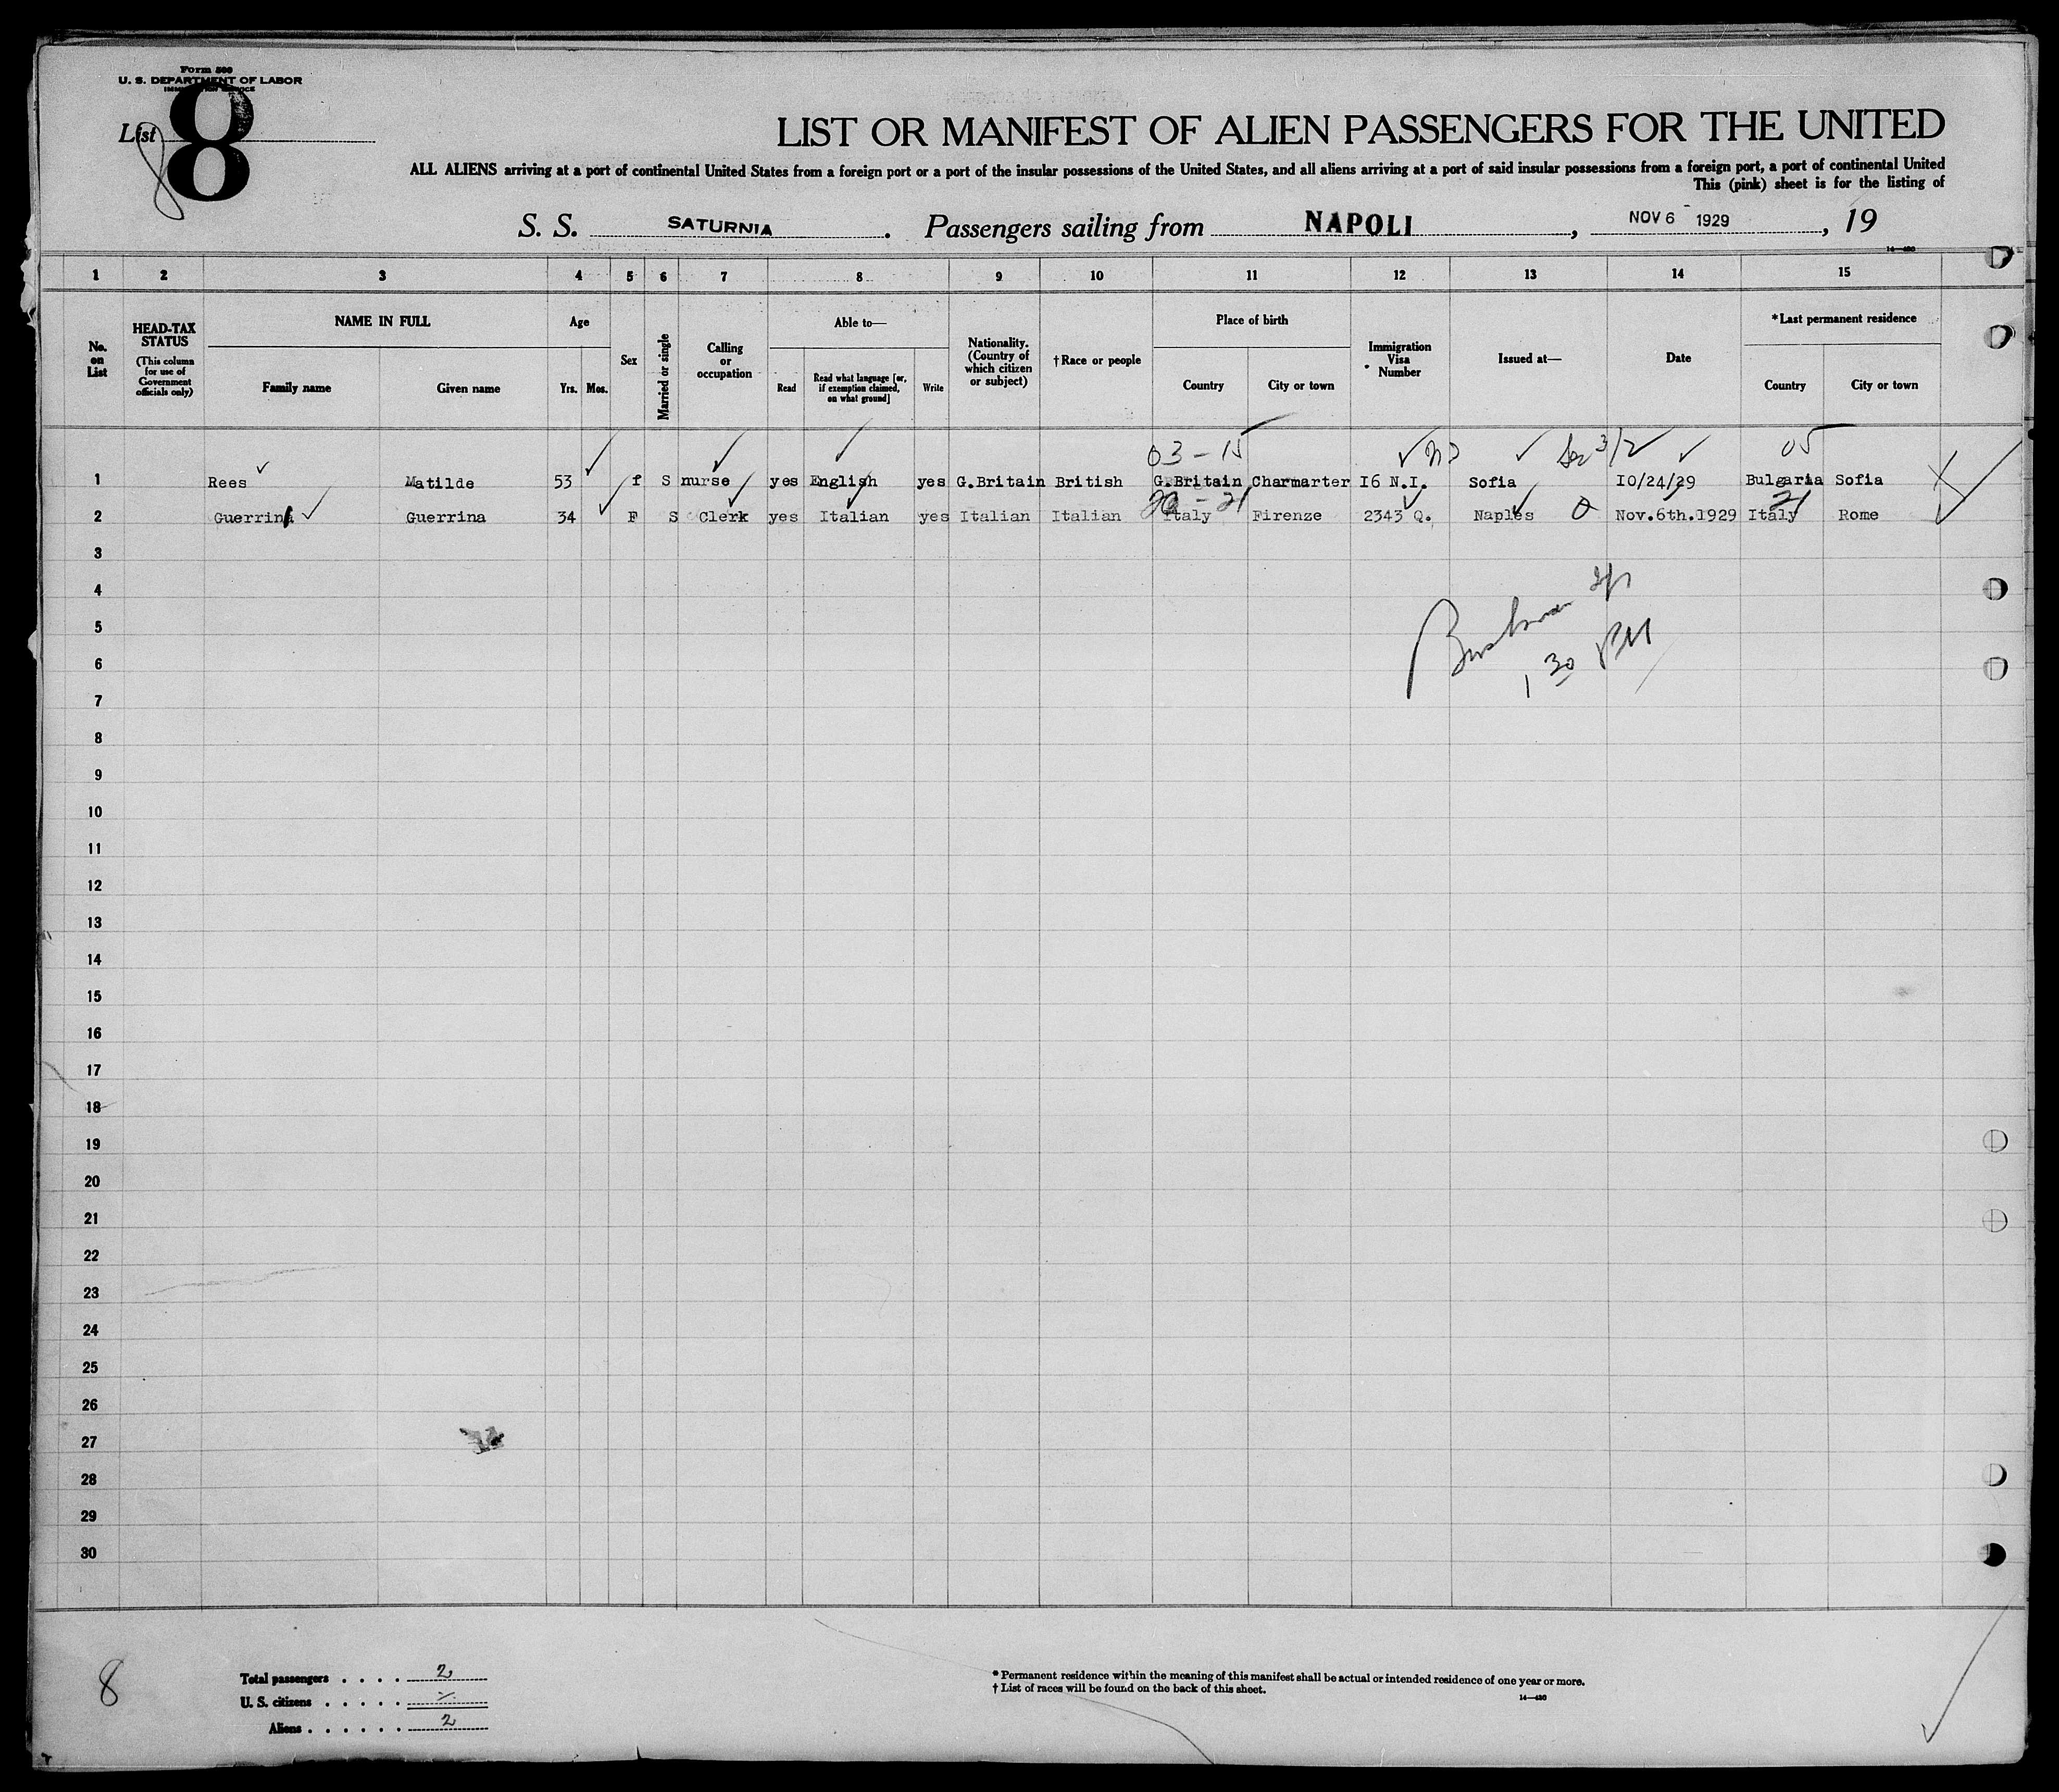 Form 500
U. S. DEPARTMENT OF LABOR
IMMIGRATION SERVICE
List 8
8
LIST OR MANIFEST OF ALIEN PASSENGERS FOR THE UNITED
ALL ALIENS arriving at a port of continental United States from a foreign port or a port of the insular possessions of the United States, and all aliens arriving at a port of said insular possessions from a foreign port, a port of continental United
This (pink) sheet is for the listing of
S. S. SATURNIA. Passengers sailing from NAPOLI, NOV 6 - 1929, 19
1 2 3 4 5 6 7 8 9 10 11 12 13 14 15
No. on List
HEAD-TAX STATUS
(This column for use of Government officials only)
NAME IN FULL
Family name Given name
Age
Yrs. Mos.
Sex
Married or single
Calling or occupation
Able to—
Read
Read what language [or, if exemption claimed, on what ground]
Write
Nationality. (Country of which citizen or subject)
†Race or people
Place of birth
Country City or town
Immigration Visa Number
Issued at—
Date
*Last permanent residence
Country City or town
03 - 15 Sec 3/2 05
1 Rees Matilde 53 f S nurse yes English yes G.Britain British G.Britain Charmarter I6 N.I. Sofia IO/24/29 Bulgaria Sofia
21 21
2 Guerrini Guerrina 34 F S Clerk yes Italian yes Italian Italian Italy Firenze 2343 Q. Naples Nov.6th.1929 Italy Rome
3
4
5
6
1 30 PM
7
8
9
10
11
12
13
14
15
16
17
18
19
20
21
22
23
24
25
26
27
28
29
30
8
Total passengers . . . . 2
U. S. citizens . . . . .
Aliens . . . . . . 2
* Permanent residence within the meaning of this manifest shall be actual or intended residence of one year or more.
† List of races will be found on the back of this sheet.
14—430